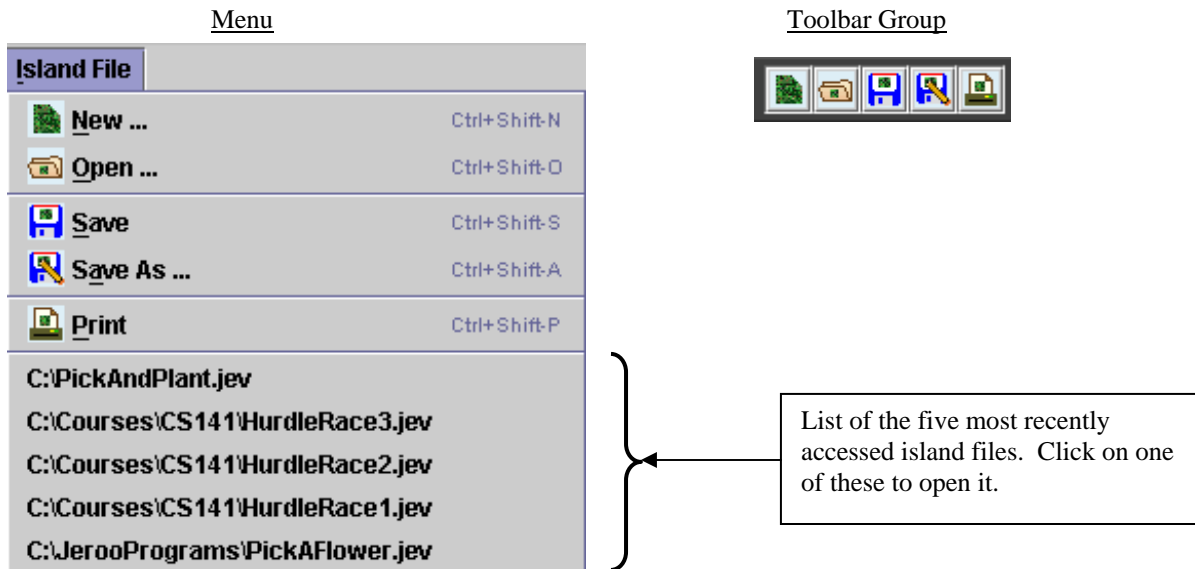 Menu
Toolbar Group
Island File
New ... Ctrl+Shift-N
Open ... Ctrl+Shift-O
Save Ctrl+Shift-S
Save As ... Ctrl+Shift-A
Print Ctrl+Shift-P
C:\PickAndPlant.jev
C:\Courses\CS141\HurdleRace3.jev
C:\Courses\CS141\HurdleRace2.jev
C:\Courses\CS141\HurdleRace1.jev
C:\JerooPrograms\PickAFlower.jev
List of the five most recently
accessed island files.  Click on one
of these to open it.